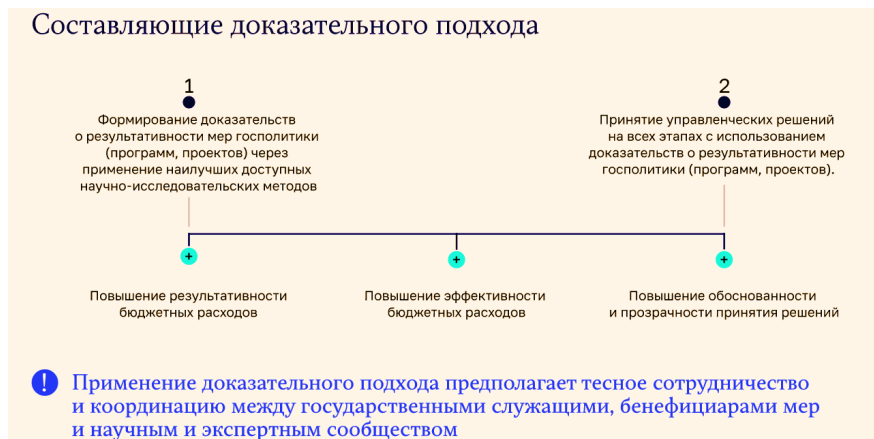 Составляющие доказательного подхода
1
Формирование доказательств
о результативности мер госполитики
(программ, проектов) через
применение наилучших доступных
научно-исследовательских методов
2
Принятие управленческих решений
на всех этапах с использованием
доказательств о результативности мер
госполитики (программ, проектов).
+
+
+
Повышение результативности
бюджетных расходов
Повышение эффективности
бюджетных расходов
Повышение обоснованности
и прозрачности принятия решений
!
Применение доказательного подхода предполагает тесное сотрудничество
и координацию между государственными служащими, бенефициарами мер
и научным и экспертным сообществом